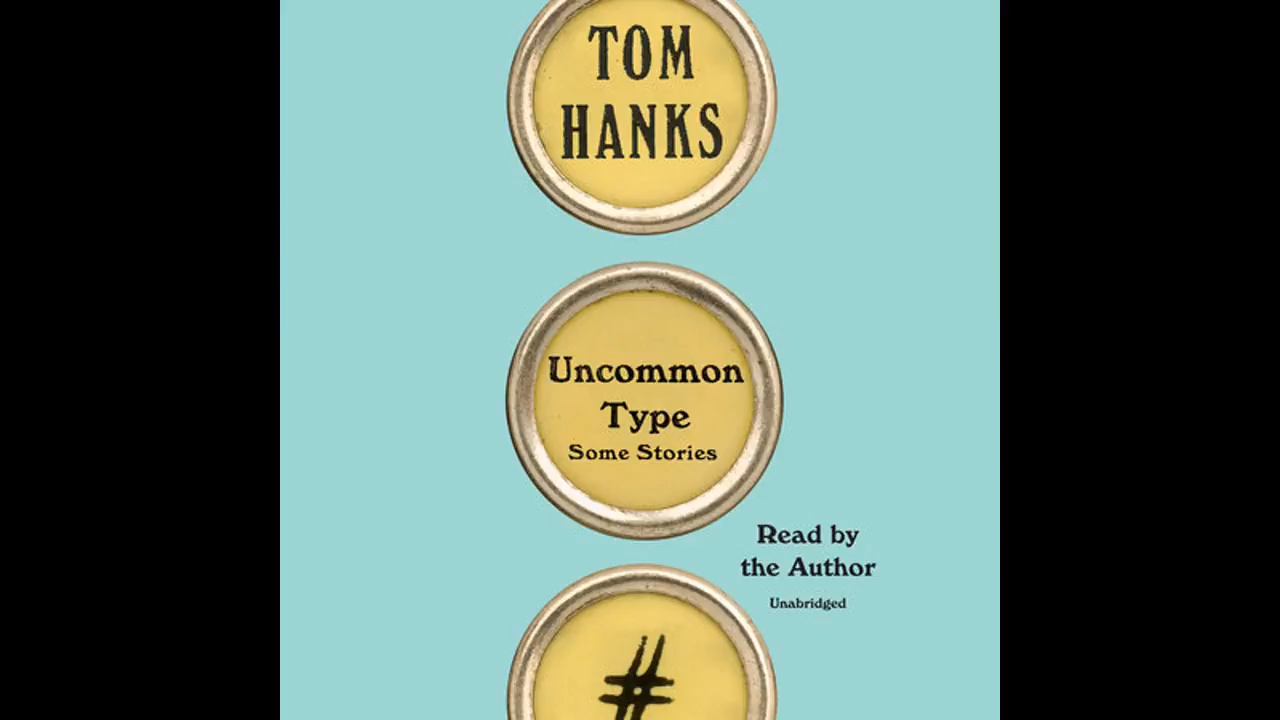 TOM
HANKS
Uncommon
Type
Some Stories
Read by
the Author
Unabridged
#